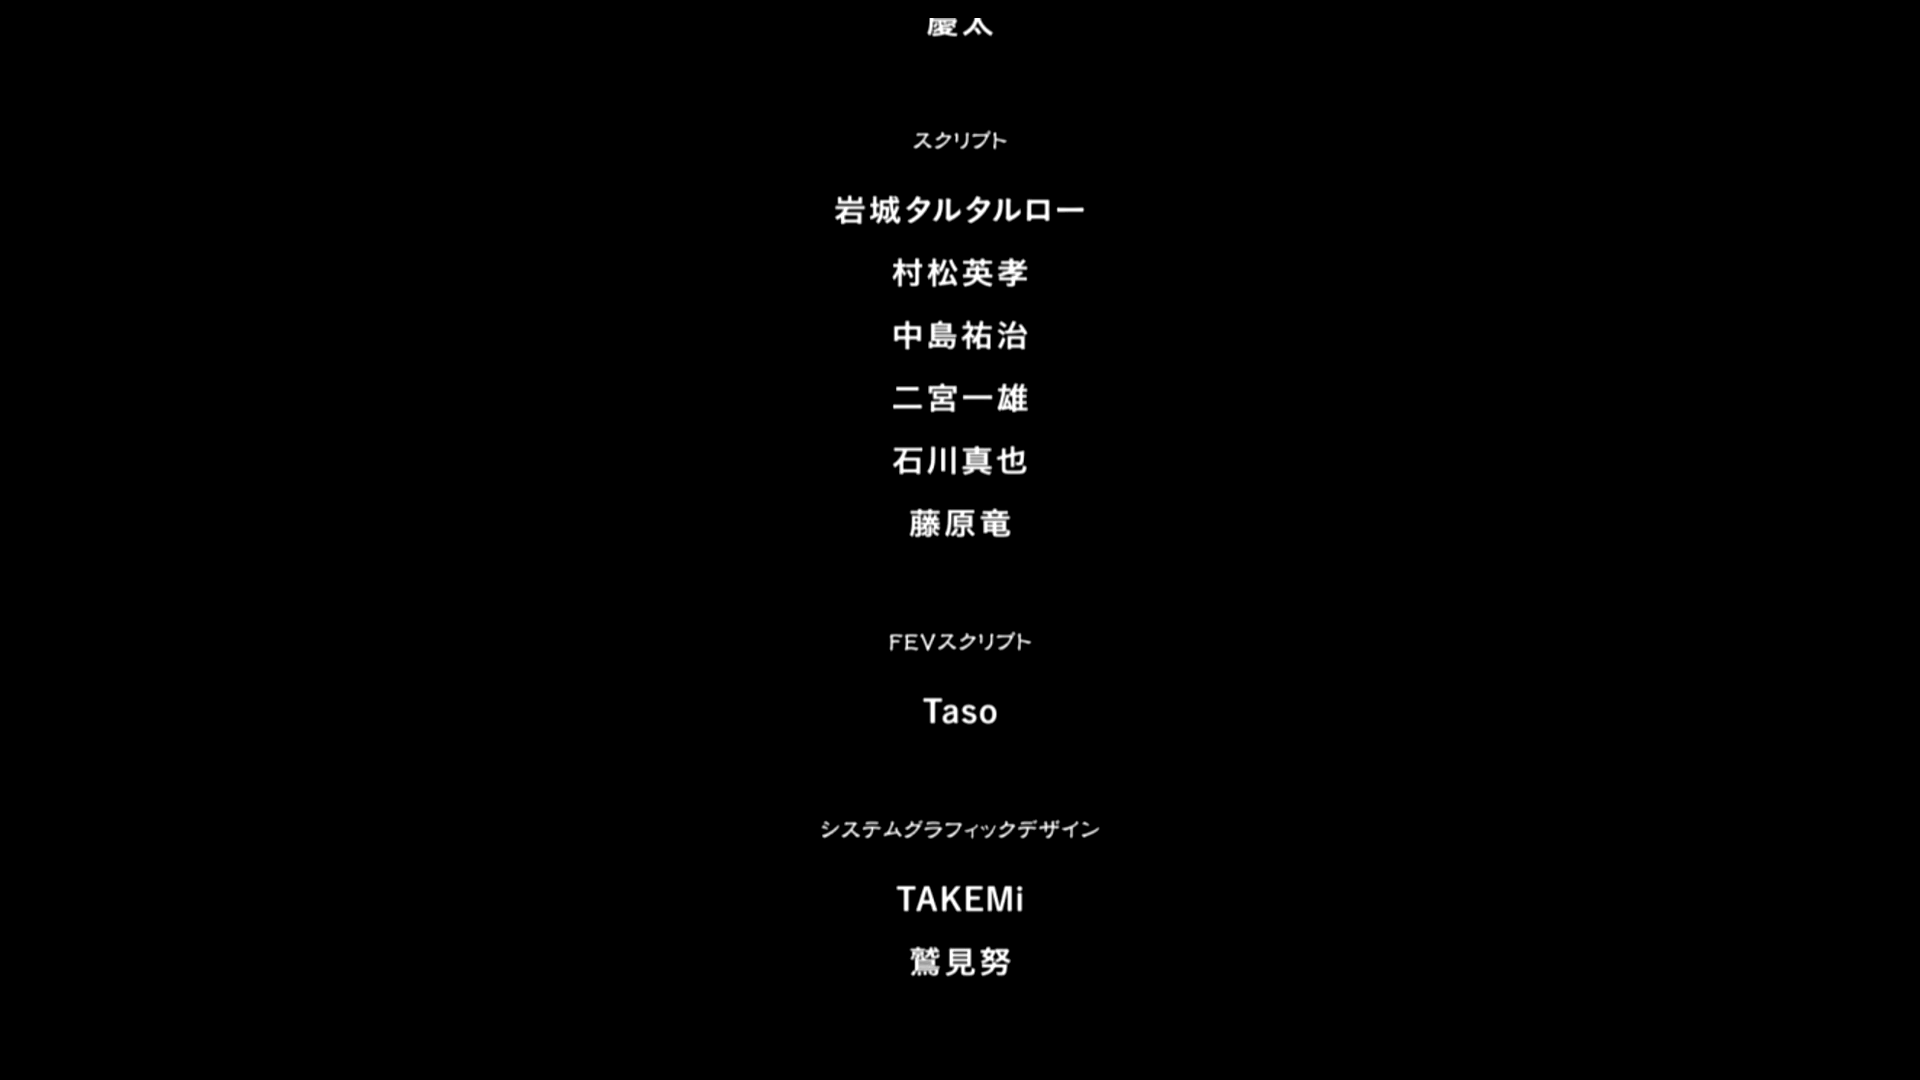 慶太
スクリプト
岩城タルタルロー
村松英孝
中島祐治
二宮一雄
石川真也
藤原竜
FEVスクリプト
Taso
システムグラフィックデザイン
TAKEMi
鷲見努